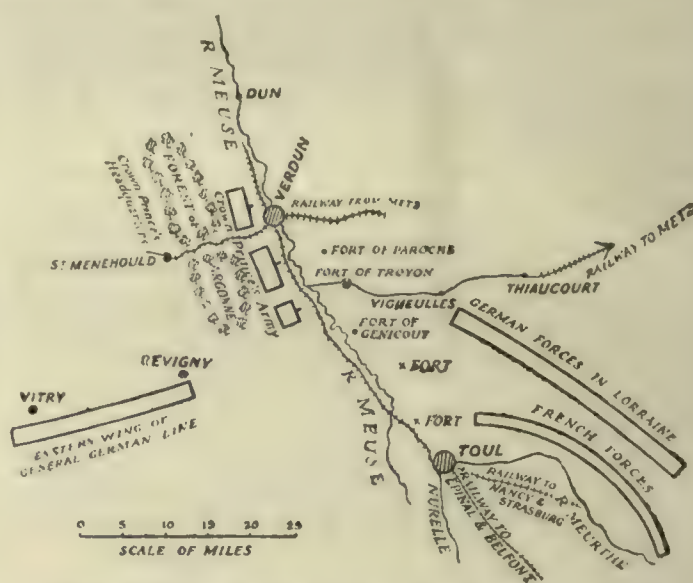 R MEUSE
DUN
VERDUN
RAILWAY FROM METZ
Crown Prince's
Headquarters
FOREST OF
ARGONNE
Crown Prince's Army
ST MENEHOULD
FORT OF PAROCHE
FORT OF TROYON
VIGNEULLES
THIAUCOURT
RAILWAY TO METZ
FORT OF
GENICOUT
FORT
GERMAN FORCES IN LORRAINE
REVIGNY
VITRY
EASTERN WING OF
GENERAL GERMAN LINE
R MEUSE
FORT
FRENCH FORCES
TOUL
RAILWAY TO
NANCY &
STRASBURG
R. MEURTHE
NURELLE
RAILWAY TO
EPINAL & BELFONT
0 5 10 15 20 25
SCALE OF MILES